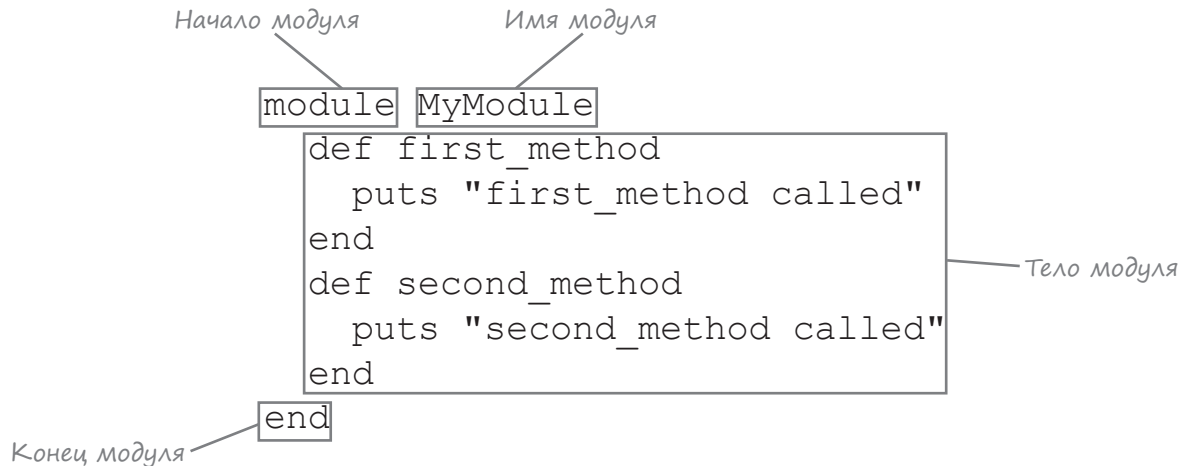 Начало модуля
Имя модуля
module MyModule
def first_method
puts "first_method called"
end
def second_method
puts "second_method called"
end
Тело модуля
end
Конец модуля